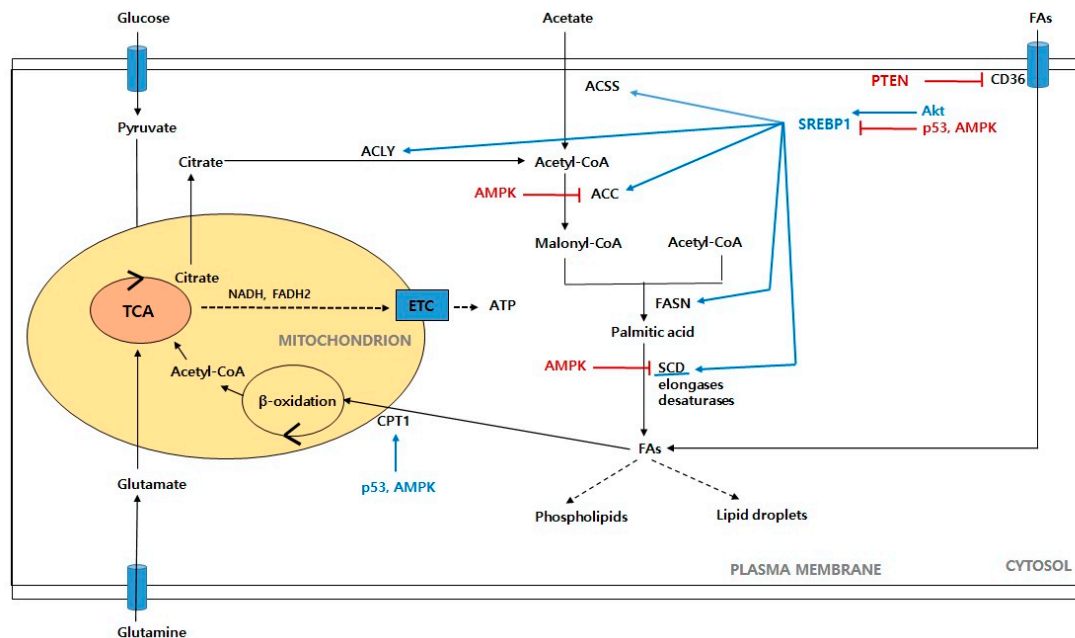 Glucose
Acetate
FAs
PTEN
CD36
ACSS
Akt
SREBP1
p53, AMPK
Pyruvate
ACLY
Citrate
Acetyl-CoA
AMPK
ACC
Malonyl-CoA
Acetyl-CoA
Citrate
NADH, FADH2
ETC
ATP
FASN
TCA
Palmitic acid
MITOCHONDRION
Acetyl-CoA
AMPK
SCD
elongases
desaturases
β-oxidation
CPT1
FAs
Glutamate
p53, AMPK
Phospholipids
Lipid droplets
PLASMA MEMBRANE
CYTOSOL
Glutamine